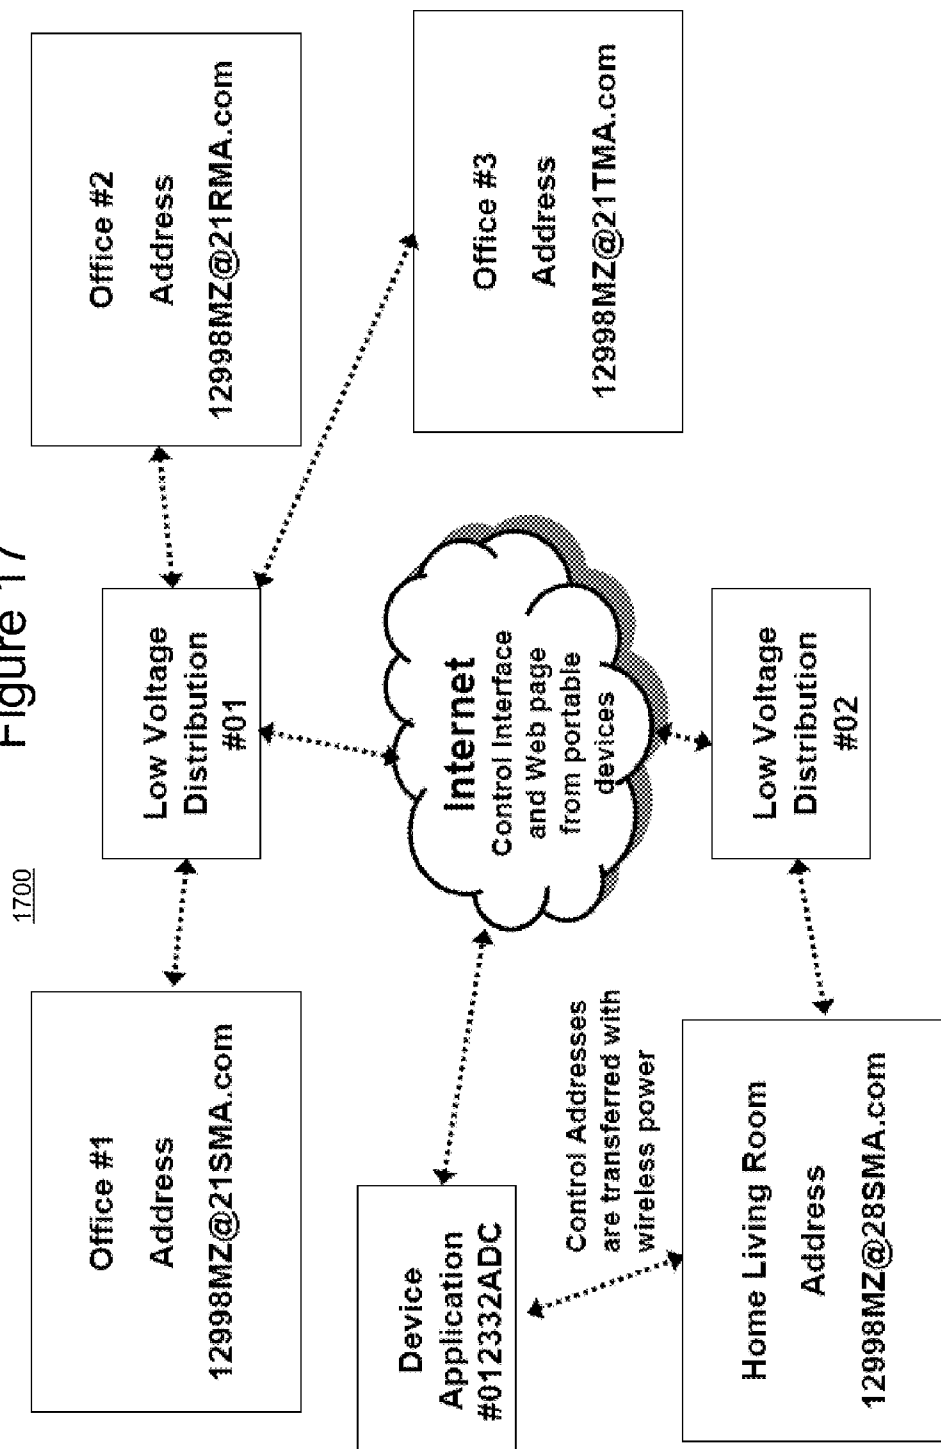 Figure 17
1700
Office #1
Address
12998MZ@21SMA.com
Low Voltage
Distribution
#01
Office #2
Address
12998MZ@21RMA.com
Device
Application
#012332ADC
Internet
Control Interface
and Web page
from portable
devices
Office #3
Address
12998MZ@21TMA.com
Control Addresses
are transferred with
wireless power
Home Living Room
Address
12998MZ@28SMA.com
Low Voltage
Distribution
#02